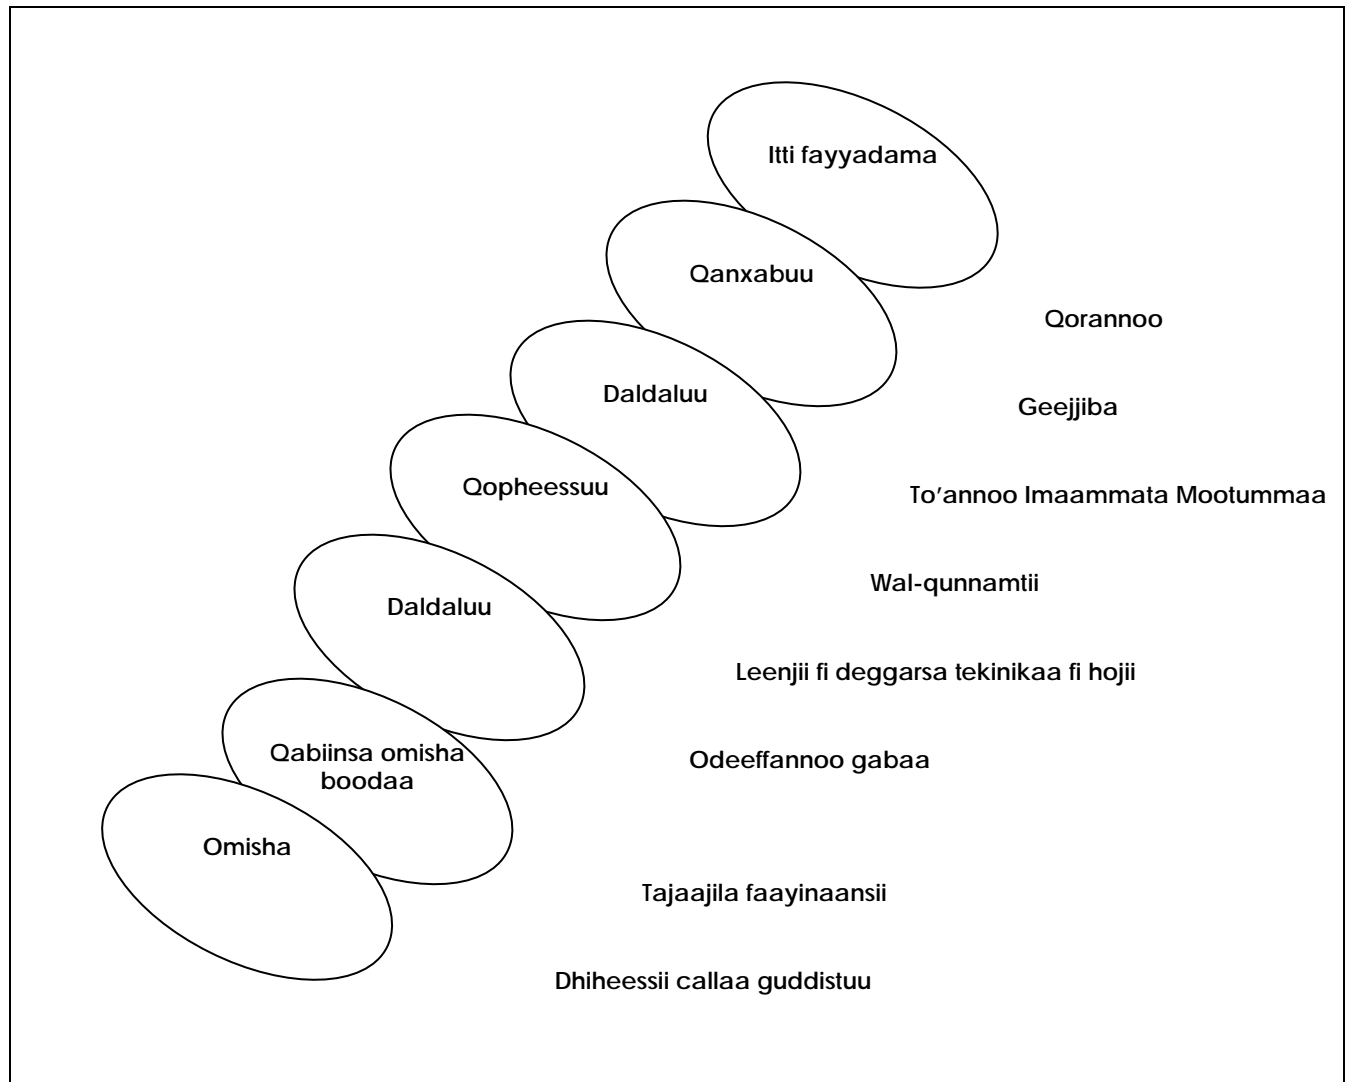 Itti fayyadama
Qanxabuu
Qorannoo
Daldaluu
Geejjiba
Qopheessuu
To’annoo Imaammata Mootummaa
Wal-qunnamtii
Daldaluu
Leenjii fi deggarsa tekinikaa fi hojii
Qabiinsa omisha
boodaa
Odeeffannoo gabaa
Omisha
Tajaajila faayinaansii
Dhiheessii callaa guddistuu